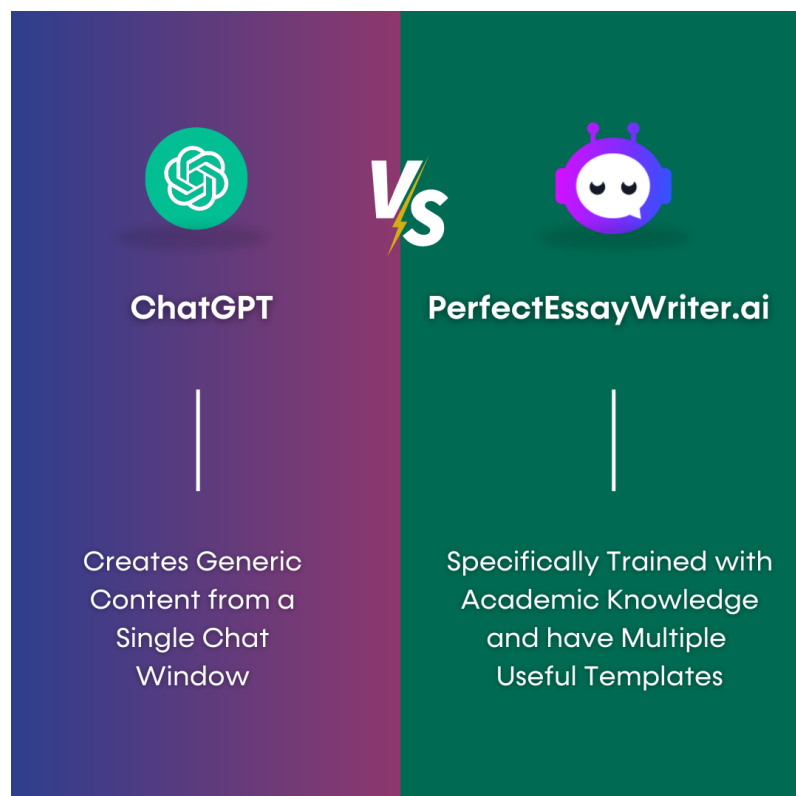 VS
ChatGPT
PerfectEssayWriter.ai
Creates Generic
Content from a
Single Chat
Window
Specifically Trained with
Academic Knowledge
and have Multiple
Useful Templates